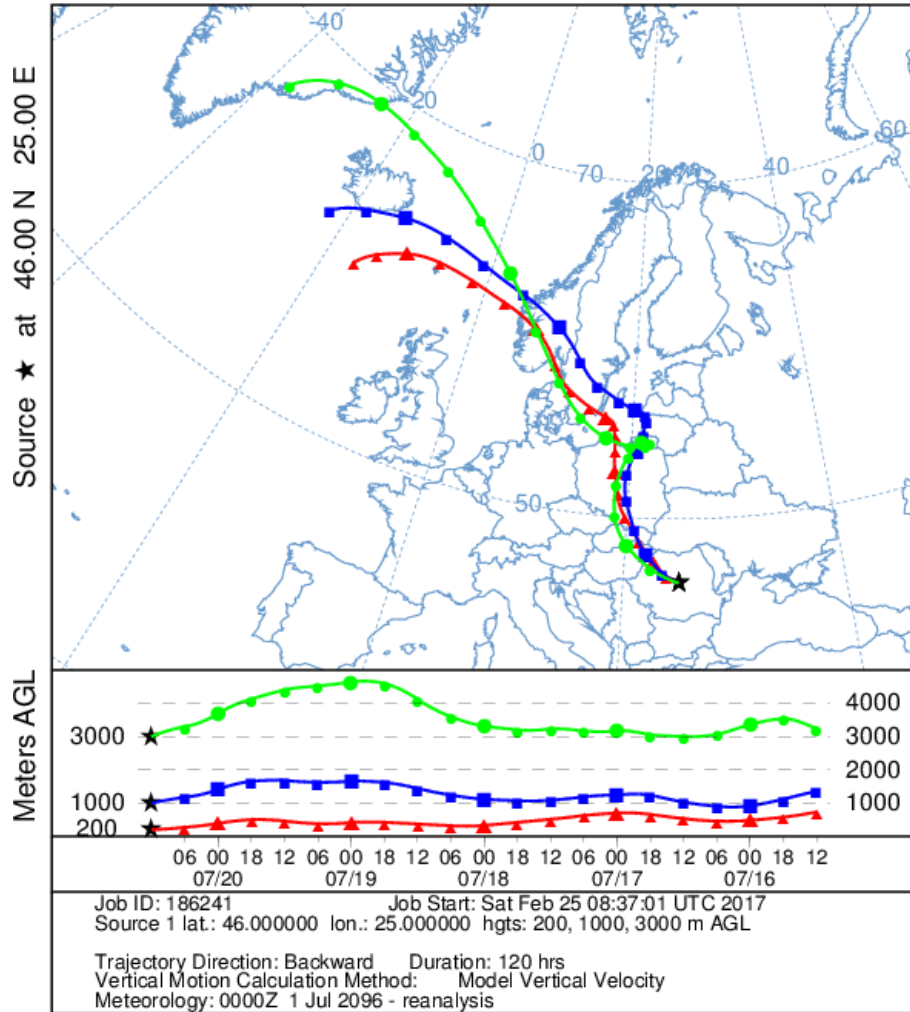 Source ★ at 46.00 N 25.00 E
-40
-20
0
70
20
40
60
50
Meters AGL
4000
3000
3000
2000
1000
1000
200
06 00 18 12 06 00 18 12 06 00 18 12 06 00 18 12 06 00 18 12
07/20 07/19 07/18 07/17 07/16
Job ID: 186241 Job Start: Sat Feb 25 08:37:01 UTC 2017
Source 1 lat.: 46.000000 lon.: 25.000000 hgts: 200, 1000, 3000 m AGL
Trajectory Direction: Backward Duration: 120 hrs
Vertical Motion Calculation Method: Model Vertical Velocity
Meteorology: 0000Z 1 Jul 2096 - reanalysis